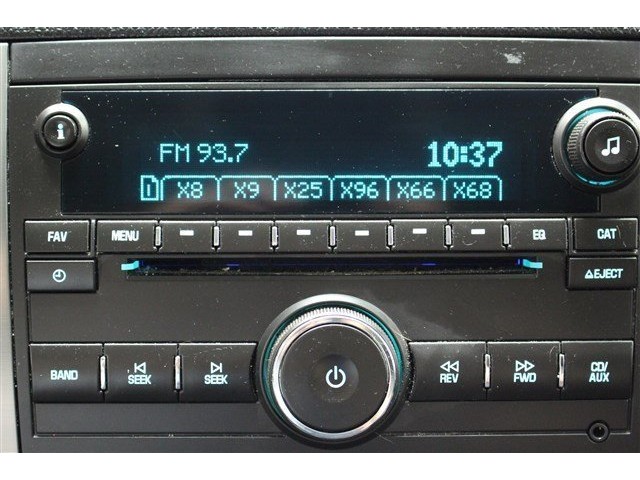 i
FM 93.7 10:37
1 X8 X9 X25 X96 X66 X68
FAV MENU EQ CAT
EJECT
BAND SEEK SEEK REV FWD CD/
AUX